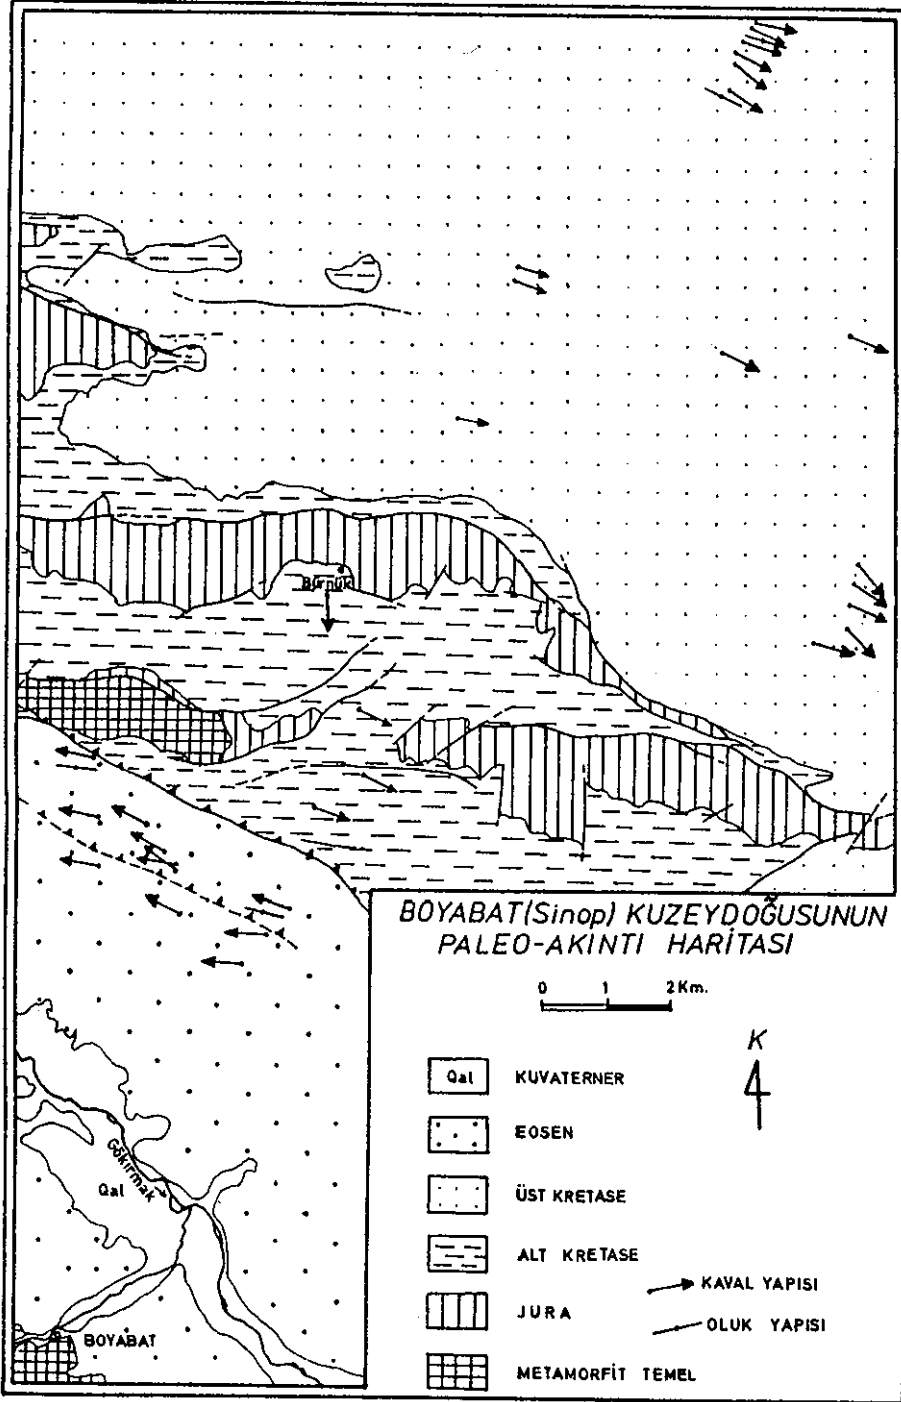 Bürnük
BOYABAT(Sinop) KUZEYDOĞUSUNUN
PALEO-AKINTI HARİTASI
0 1 2 Km.
K
Qal KUVATERNER
EOSEN
ÜST KRETASE
ALT KRETASE
JURA
METAMORFİT TEMEL
KAVAL YAPISI
OLUK YAPISI
Gökırmak
Qal
BOYABAT